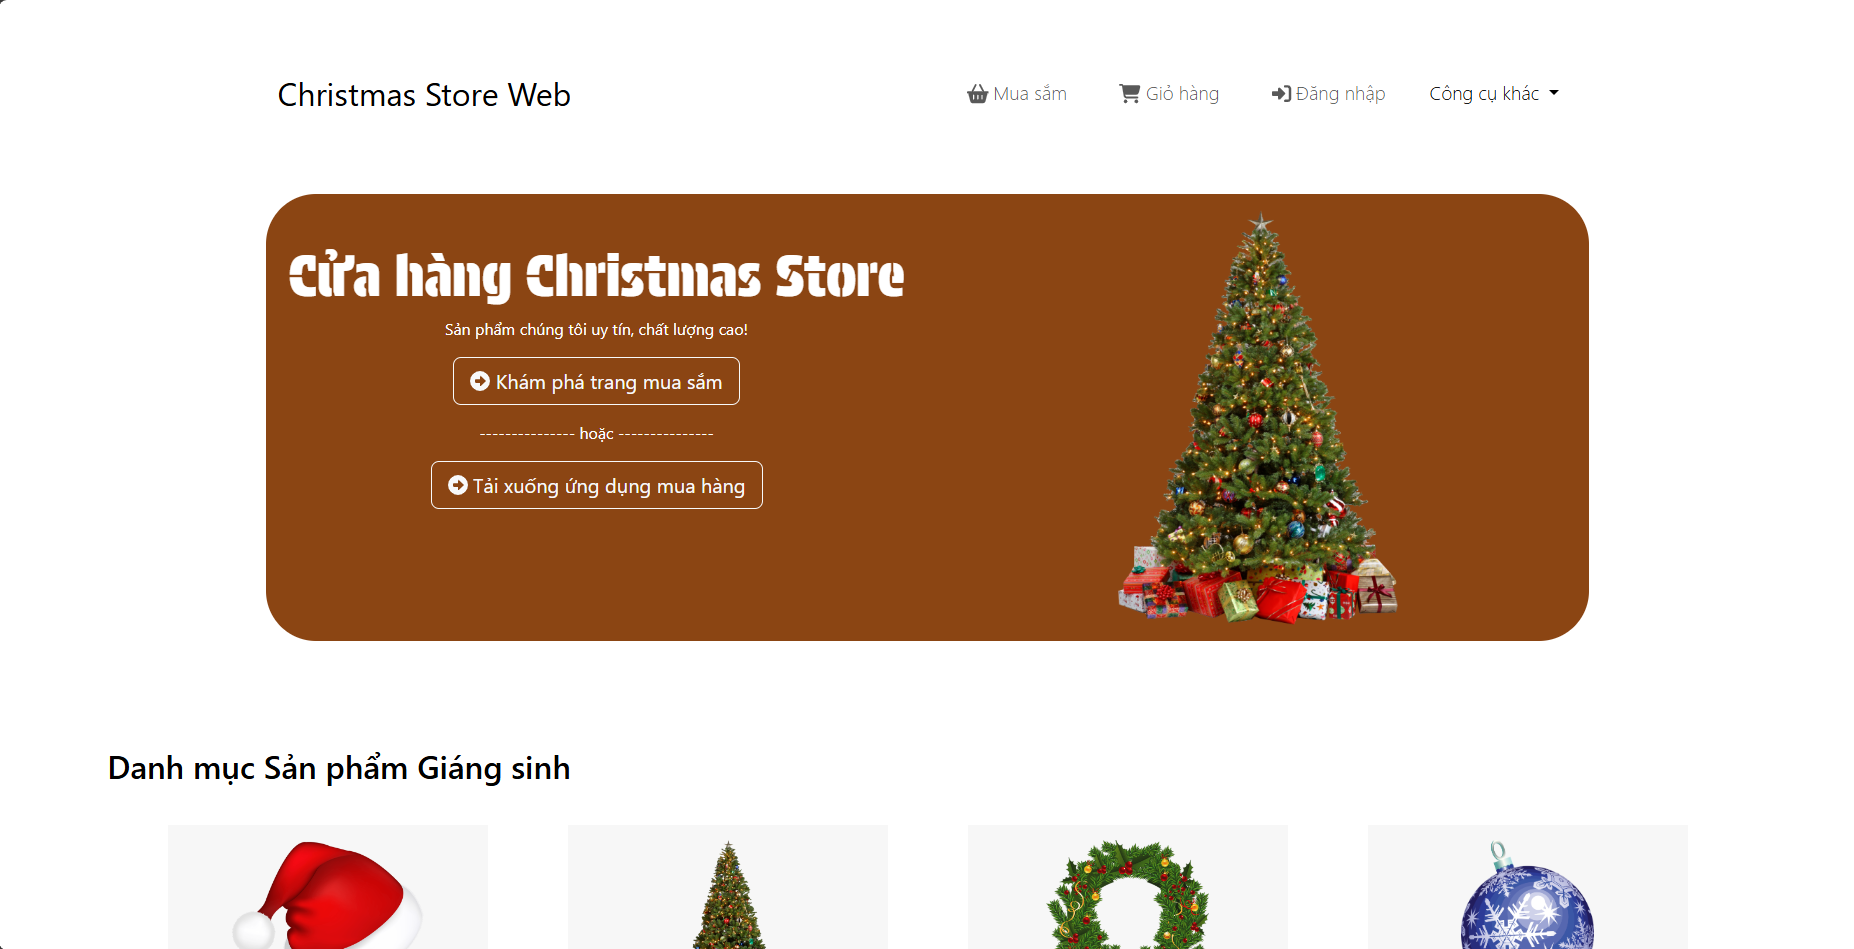 Christmas Store Web
Mua sắm
Giỏ hàng
Đăng nhập
Công cụ khác
Cửa hàng Christmas Store
Sản phẩm chúng tôi uy tín, chất lượng cao!
Khám phá trang mua sắm
--------------- hoặc ---------------
Tải xuống ứng dụng mua hàng
Danh mục Sản phẩm Giáng sinh